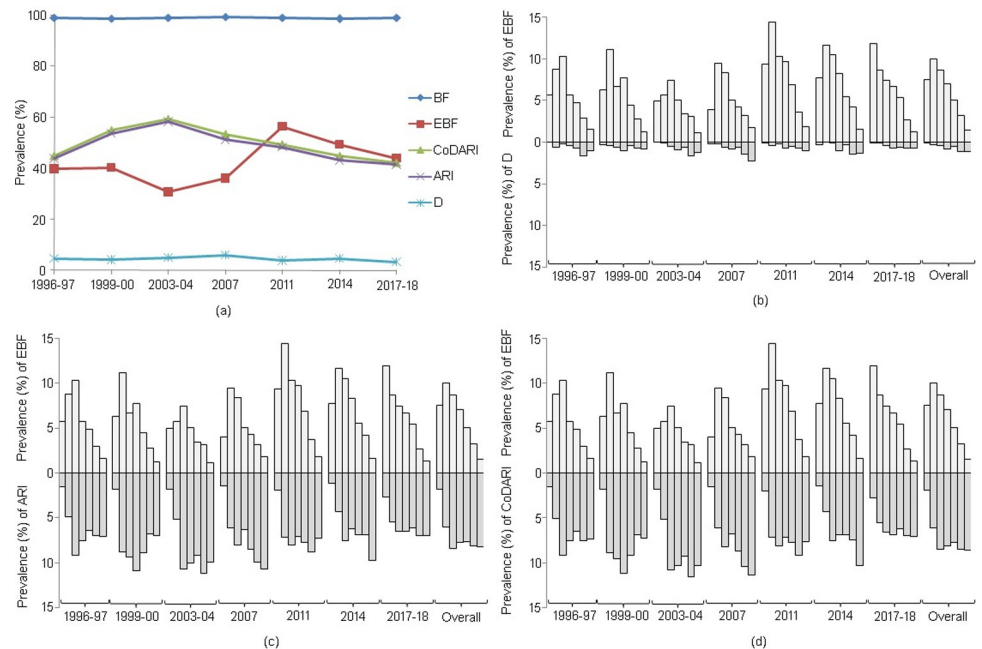 100
80
60
40
20
0
Prevalence (%)
BF
EBF
CoDARI
ARI
D
1996-97 1999-00 2003-04 2007 2011 2014 2017-18
(a)
15
10
5
0
5
10
15
Prevalence (%) of D Prevalence (%) of EBF
1996-97 1999-00 2003-04 2007 2011 2014 2017-18 Overall
(b)
15
10
5
0
5
10
15
Prevalence (%) of ARI Prevalence (%) of EBF
1996-97 1999-00 2003-04 2007 2011 2014 2017-18 Overall
(c)
15
10
5
0
5
10
15
Prevalence (%) of CoDARI Prevalence (%) of EBF
1996-97 1999-00 2003-04 2007 2011 2014 2017-18 Overall
(d)